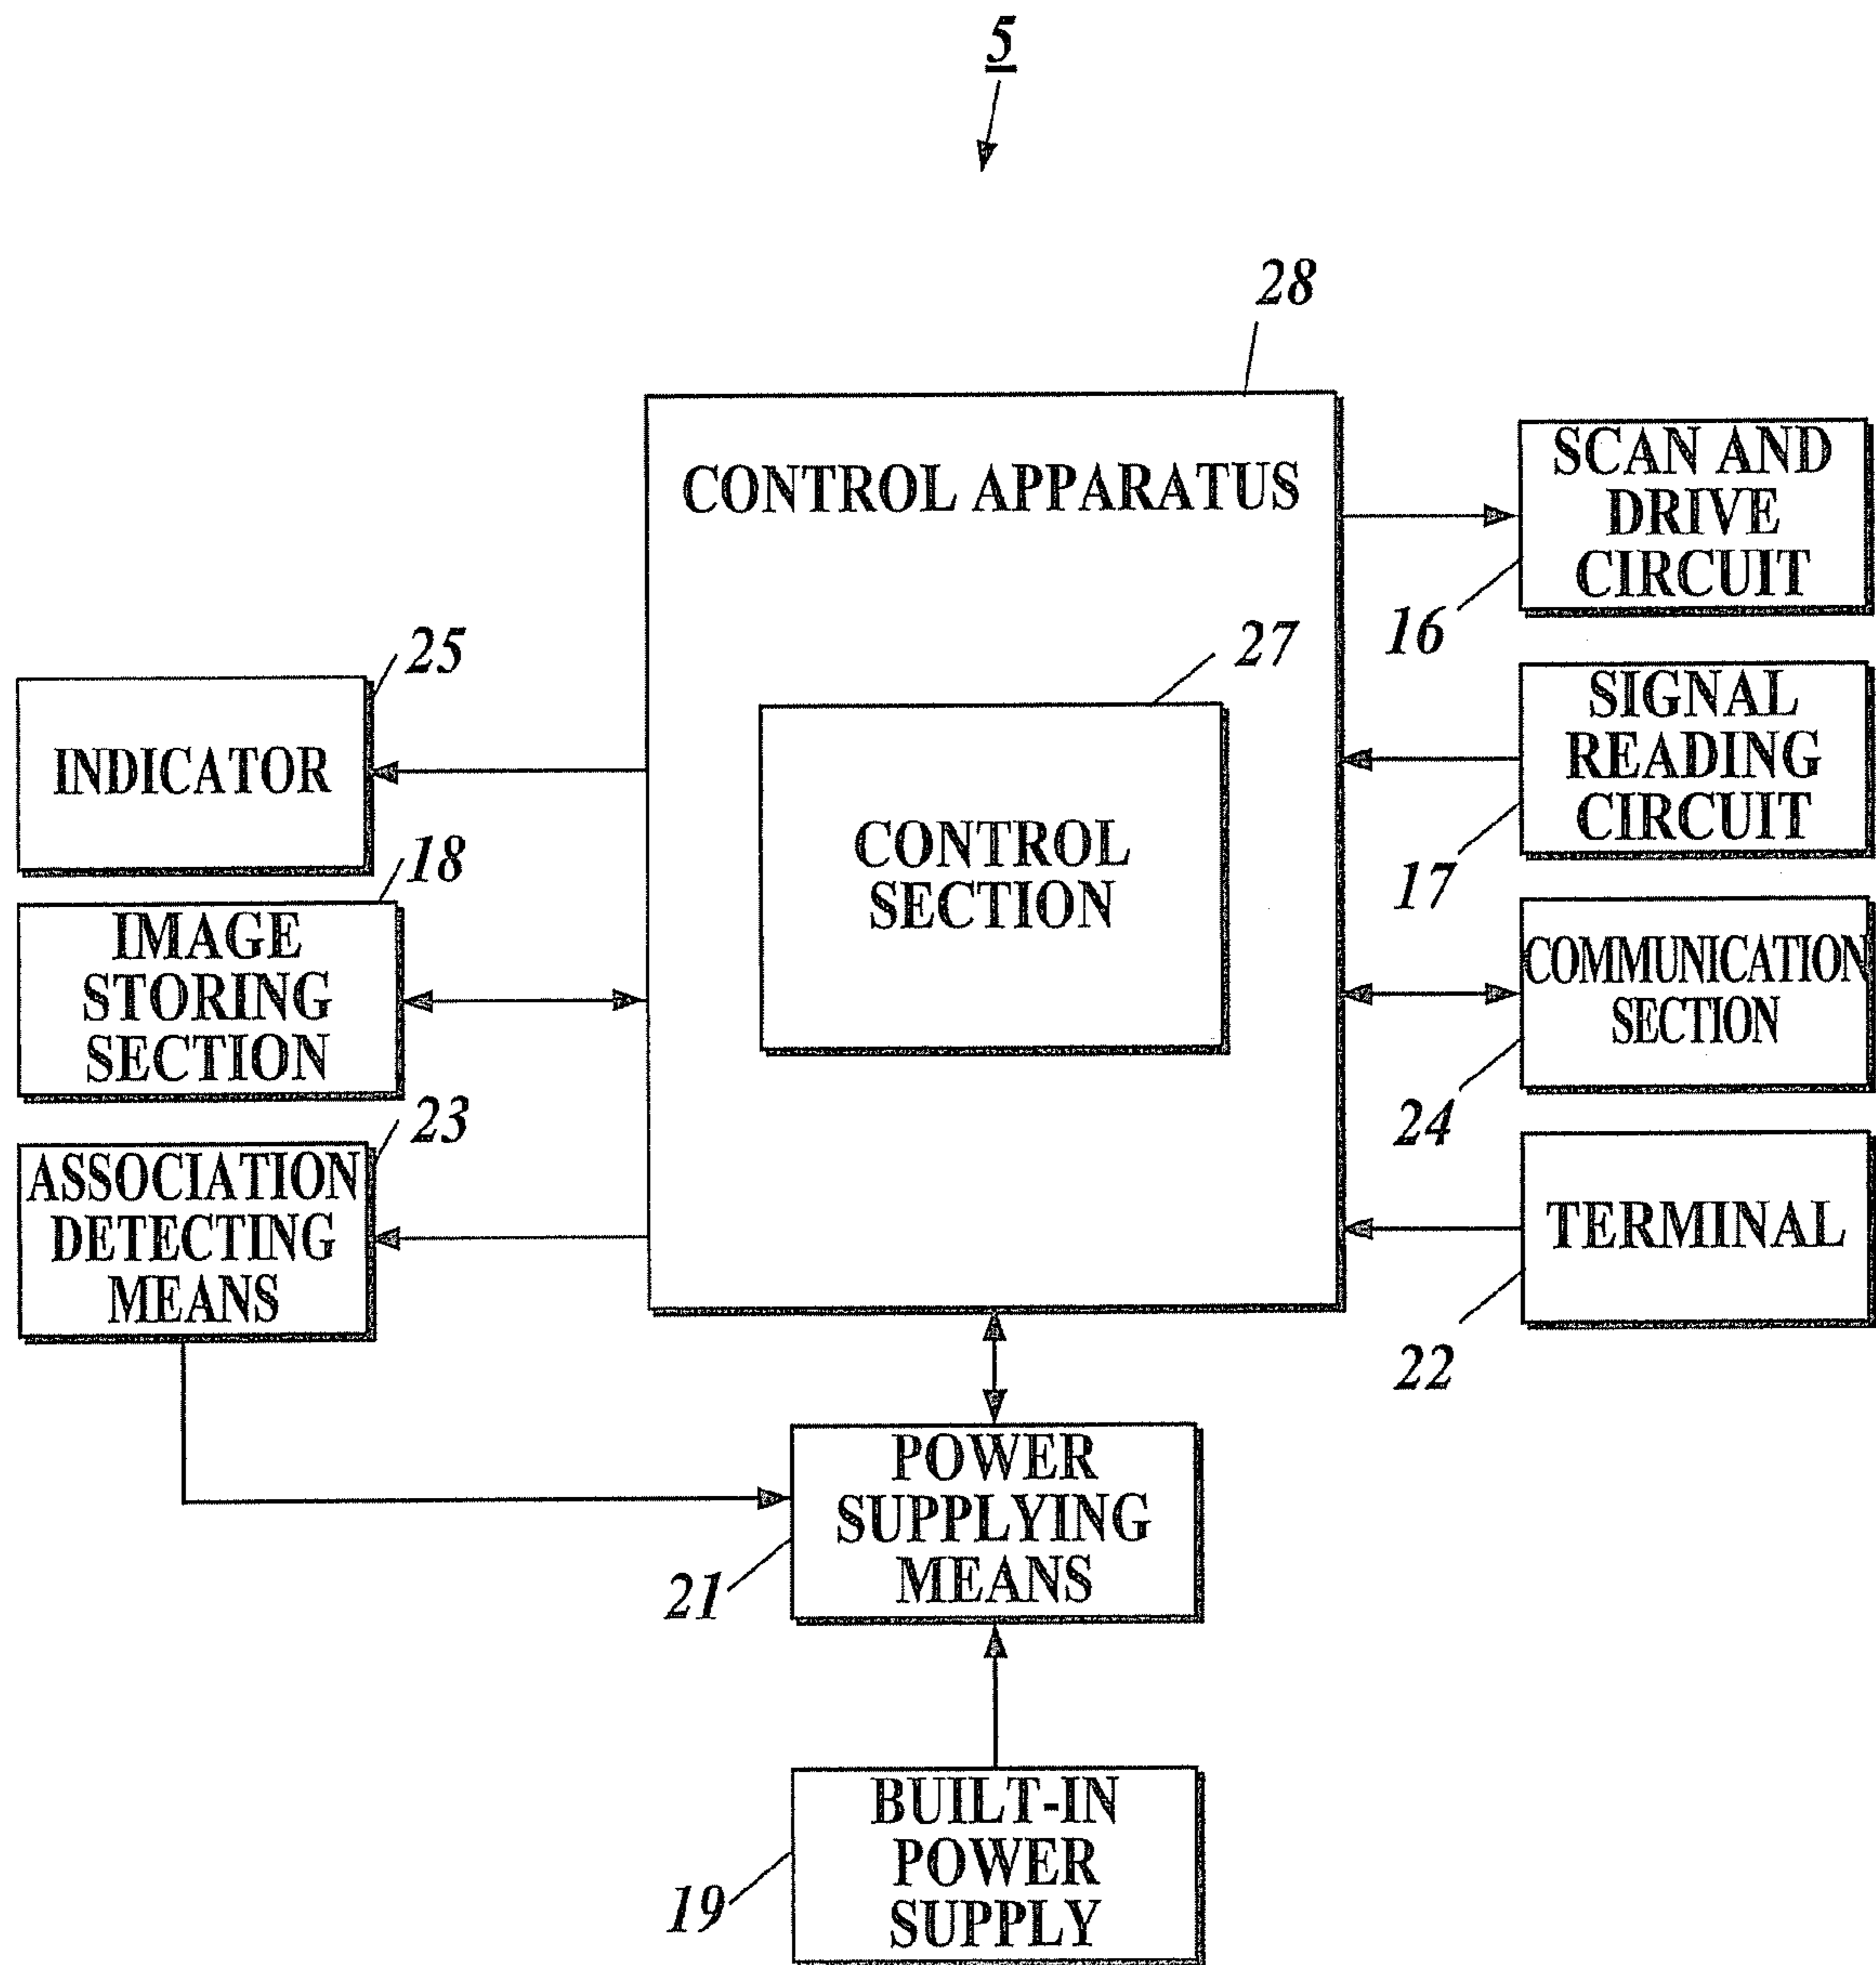 5
28
CONTROL APPARATUS
SCAN AND
DRIVE
CIRCUIT
16
27
CONTROL
SECTION
25
INDICATOR
SIGNAL
READING
CIRCUIT
17
18
IMAGE
STORING
SECTION
COMMUNICATION
SECTION
24
23
ASSOCIATION
DETECTING
MEANS
TERMINAL
22
POWER
SUPPLYING
MEANS
21
BUILT-IN
POWER
SUPPLY
19